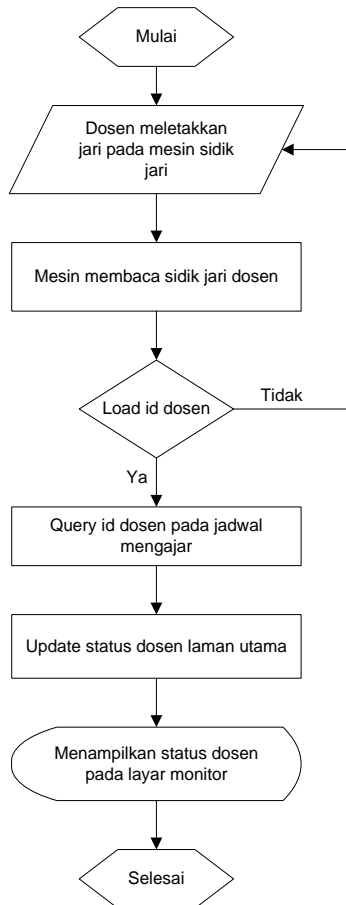 Mulai
Dosen meletakkan
jari pada mesin sidik
jari
Mesin membaca sidik jari dosen
Load id dosen
Tidak
Ya
Query id dosen pada jadwal
mengajar
Update status dosen laman utama
Menampilkan status dosen
pada layar monitor
Selesai